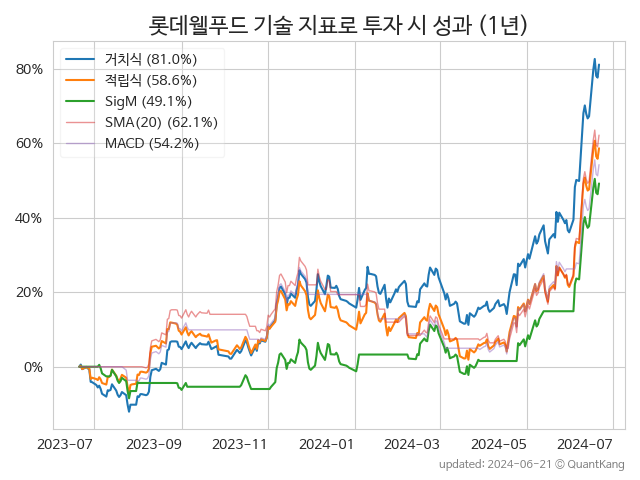 롯데웰푸드 기술 지표로 투자 시 성과 (1년)
거치식 (81.0%)
적립식 (58.6%)
SigM (49.1%)
SMA(20) (62.1%)
MACD (54.2%)
80%
60%
40%
20%
0%
2023-07 2023-09 2023-11 2024-01 2024-03 2024-05 2024-07
updated: 2024-06-21 © QuantKang